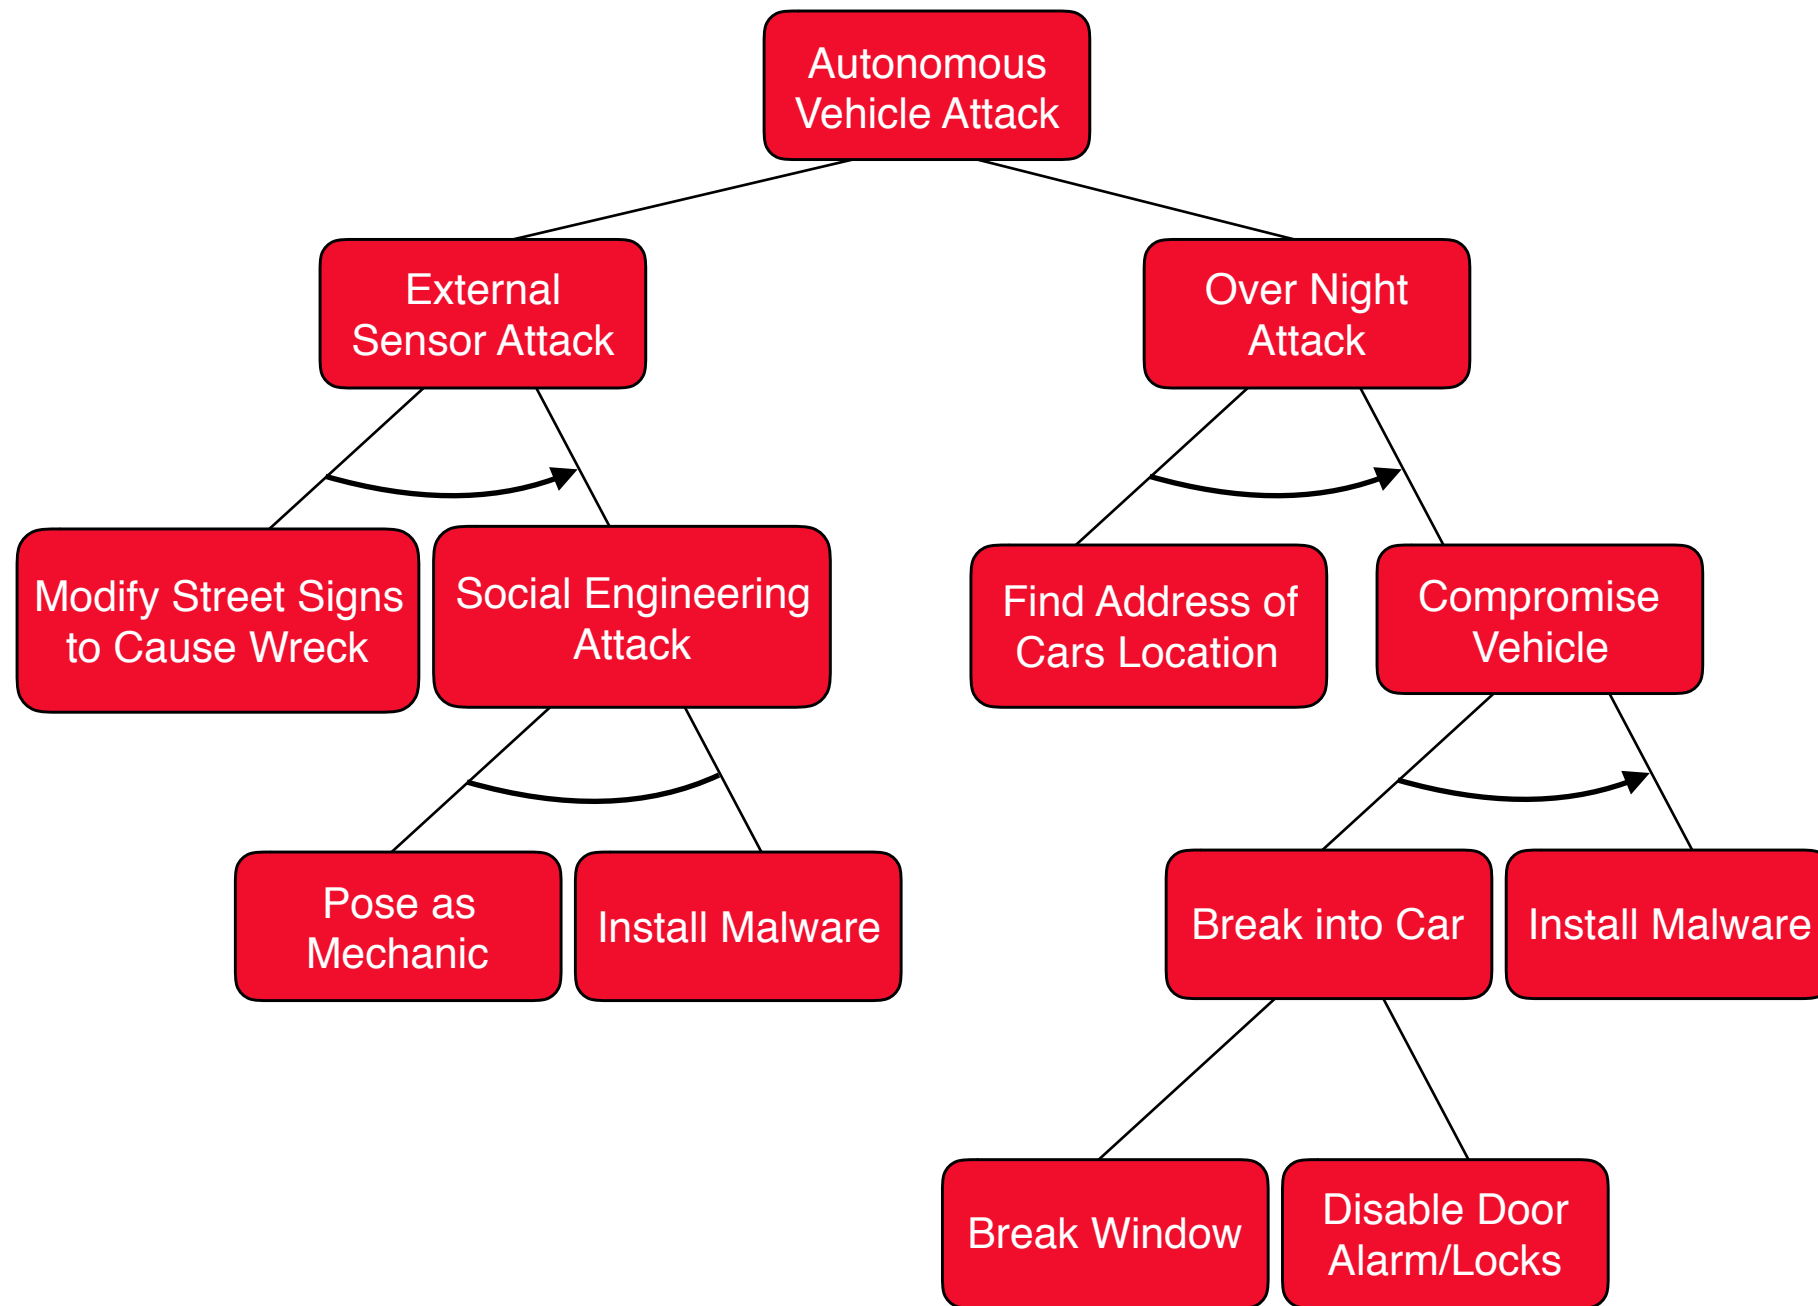 Autonomous
Vehicle Attack
External
Sensor Attack
Over Night
Attack
Modify Street Signs
to Cause Wreck
Social Engineering
Attack
Find Address of
Cars Location
Compromise
Vehicle
Pose as
Mechanic
Install Malware
Break into Car
Install Malware
Break Window
Disable Door
Alarm/Locks